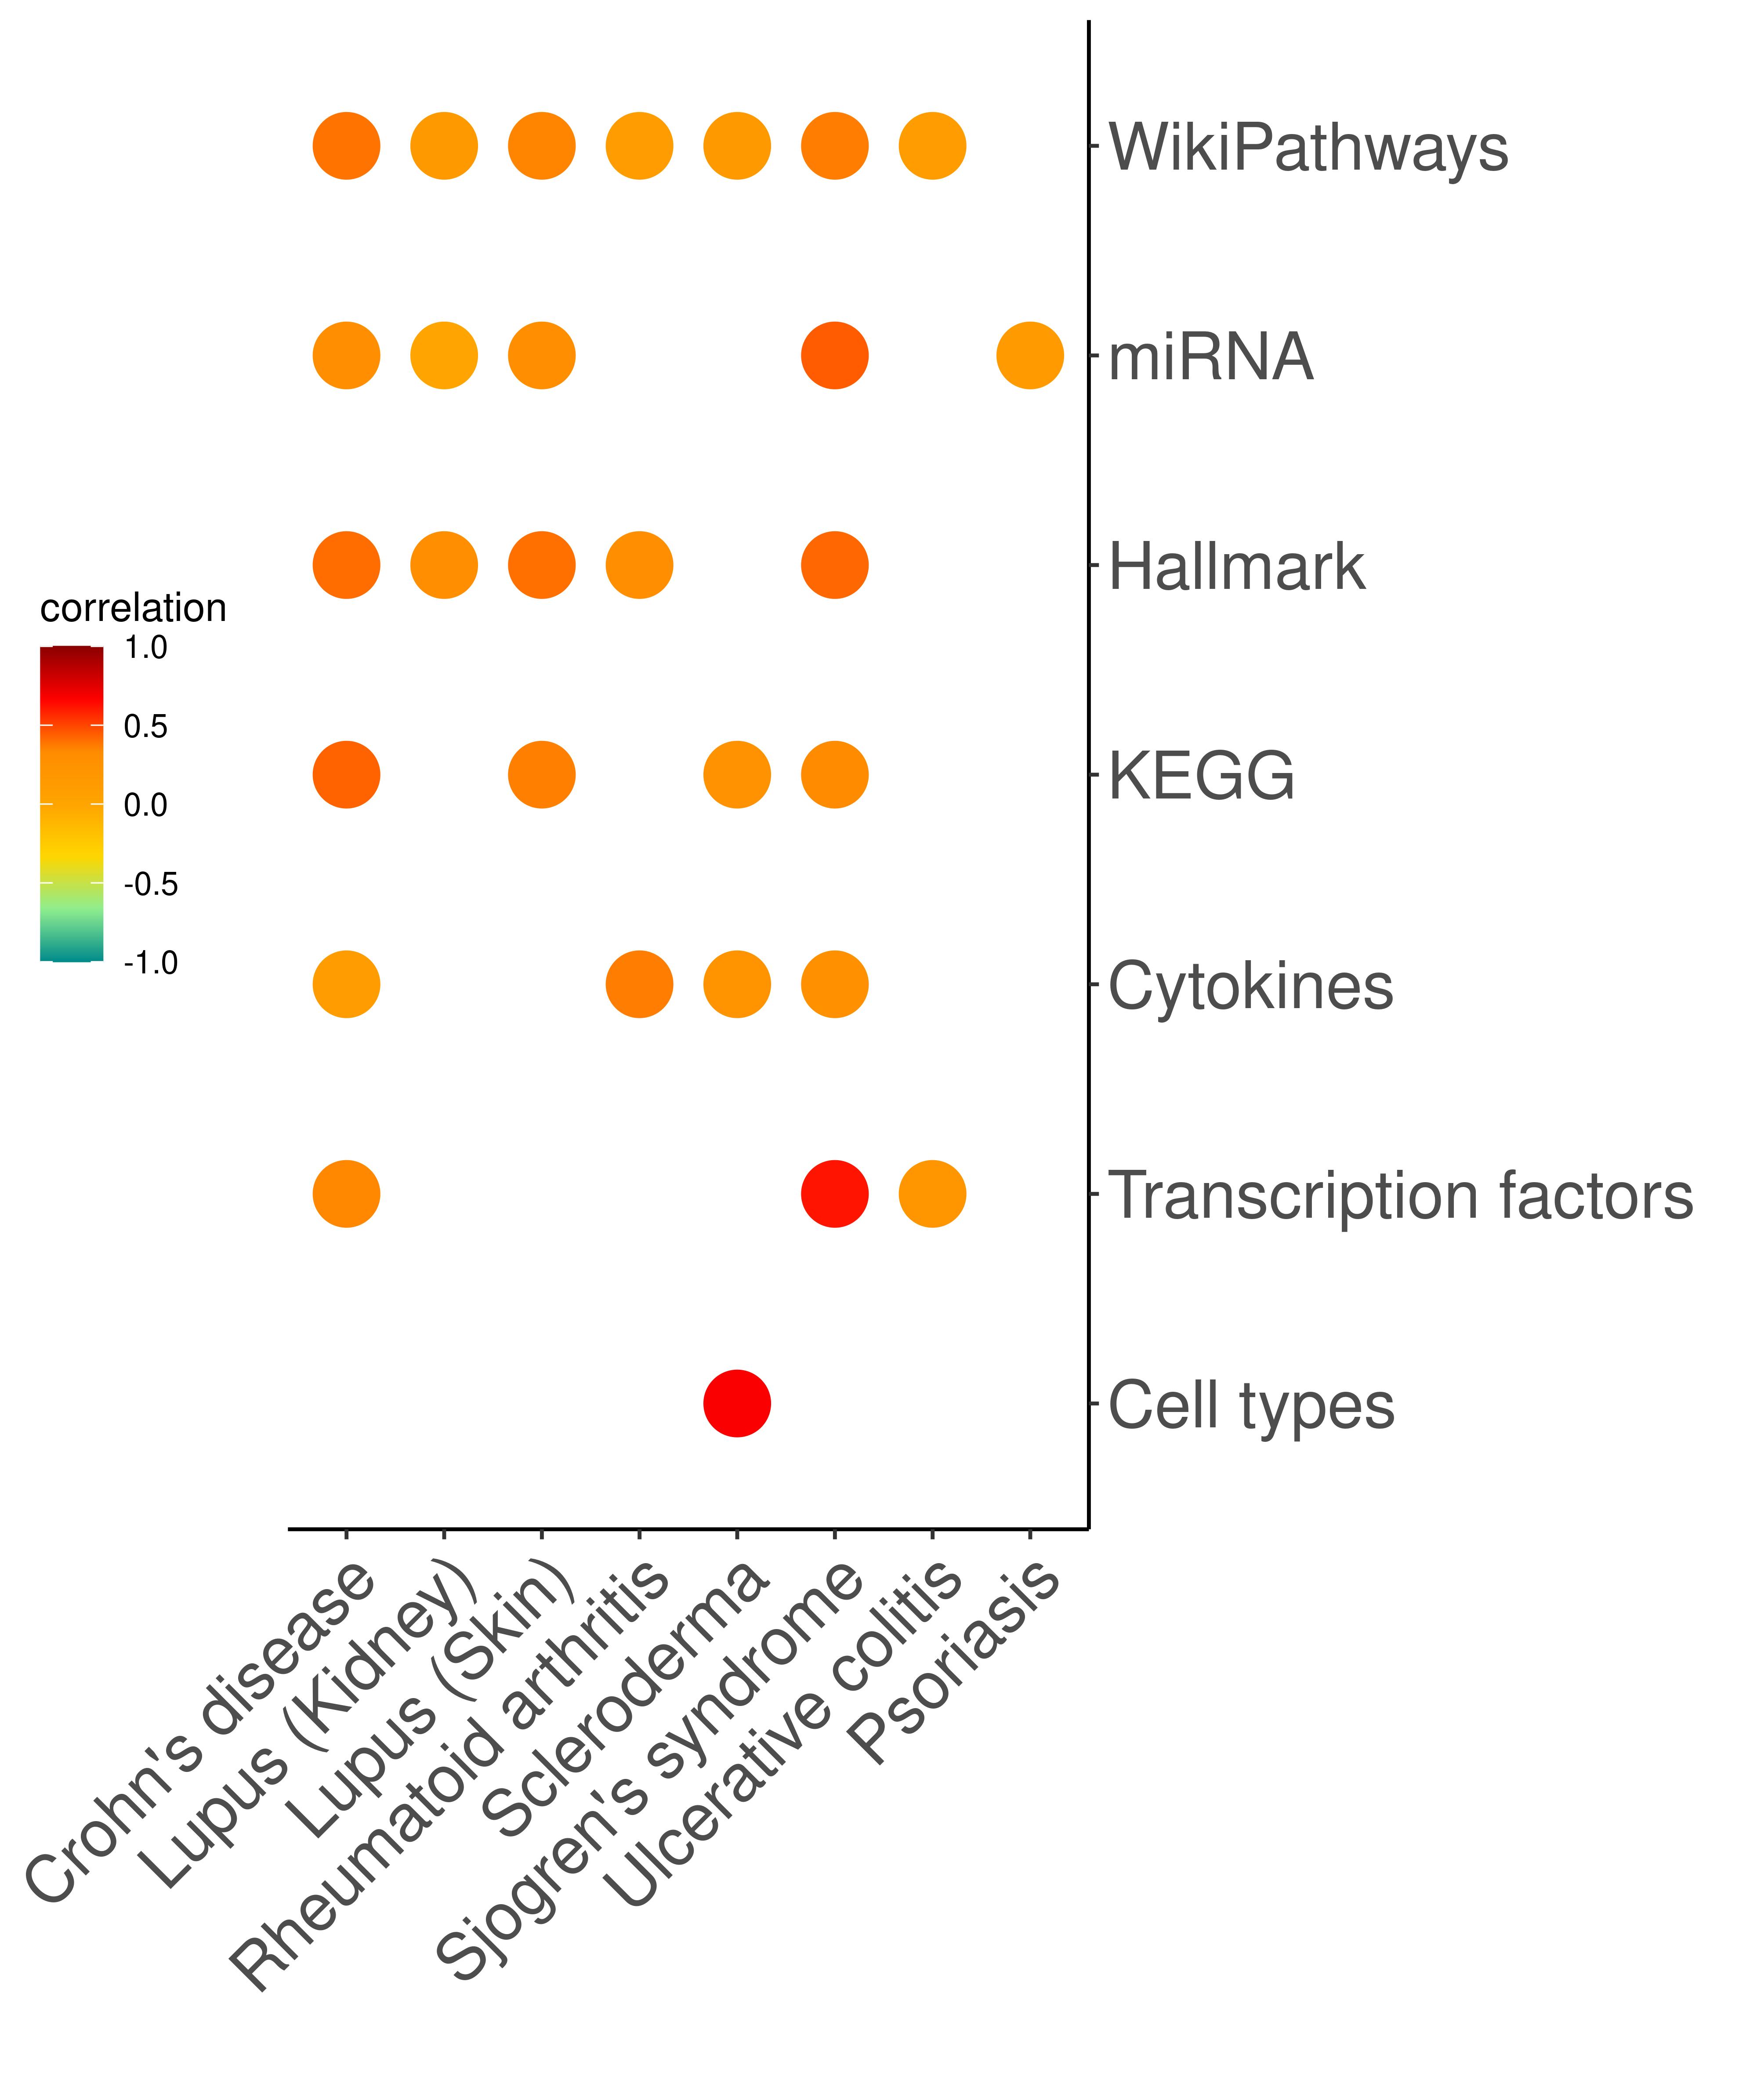 WikiPathways
miRNA
Hallmark
KEGG
Cytokines
Transcription factors
Cell types
correlation
1.0
0.5
0.0
-0.5
-1.0
Crohn's disease
Lupus (Kidney)
Lupus (Skin)
Rheumatoid arthritis
Scleroderma
Sjogren's syndrome
Ulcerative colitis
Psoriasis